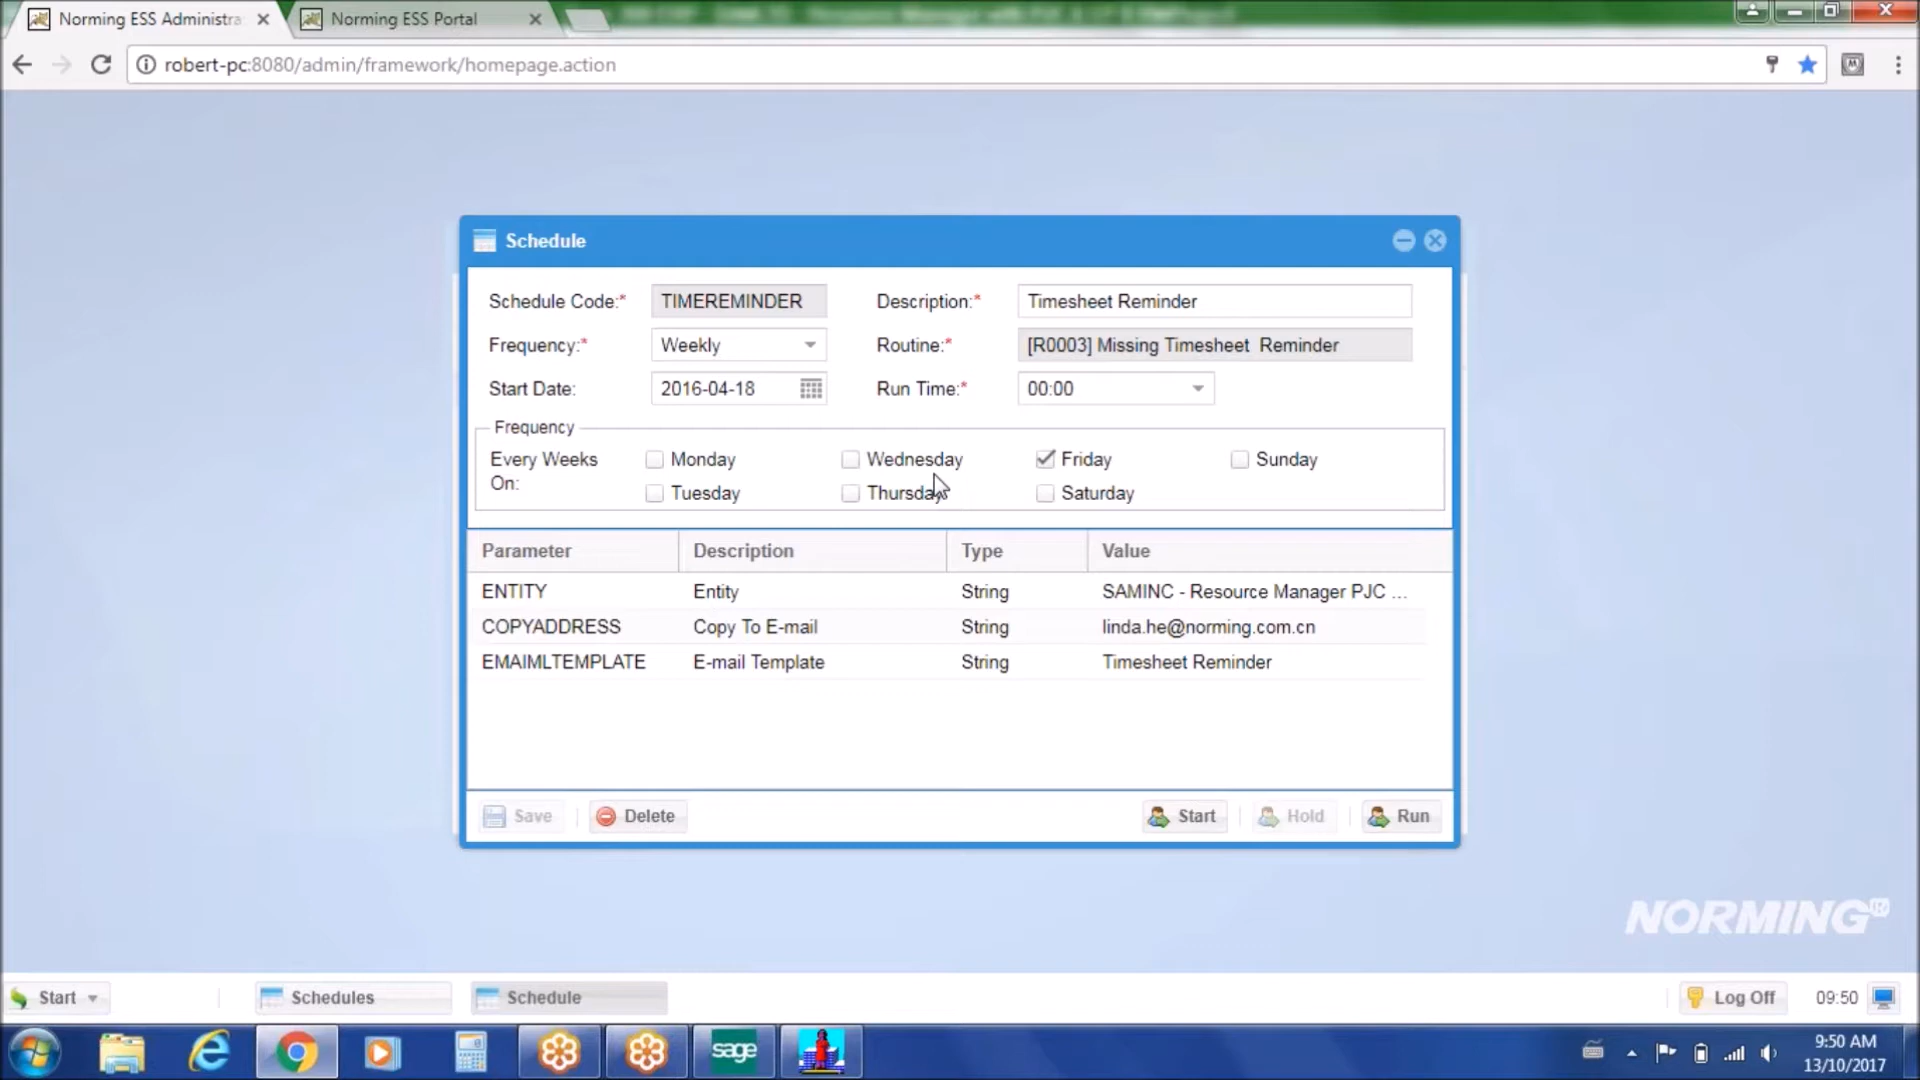 Norming ESS Administra
Norming ESS Portal
robert-pc:8080/admin/framework/homepage.action
Schedule
Schedule Code:* TIMEREMINDER Description:* Timesheet Reminder
Frequency:* Weekly Routine:* [R0003] Missing Timesheet Reminder
Start Date: 2016-04-18 Run Time:* 00:00
Frequency
Every Weeks On:
Monday Wednesday Friday Sunday
Tuesday Thursday Saturday
Parameter Description Type Value
ENTITY Entity String SAMINC - Resource Manager PJC ...
COPYADDRESS Copy To E-mail String linda.he@norming.com.cn
EMAIMLTEMPLATE E-mail Template String Timesheet Reminder
Save Delete Start Hold Run
NORMING
Start Schedules Schedule Log Off 09:50
sage
9:50 AM
13/10/2017